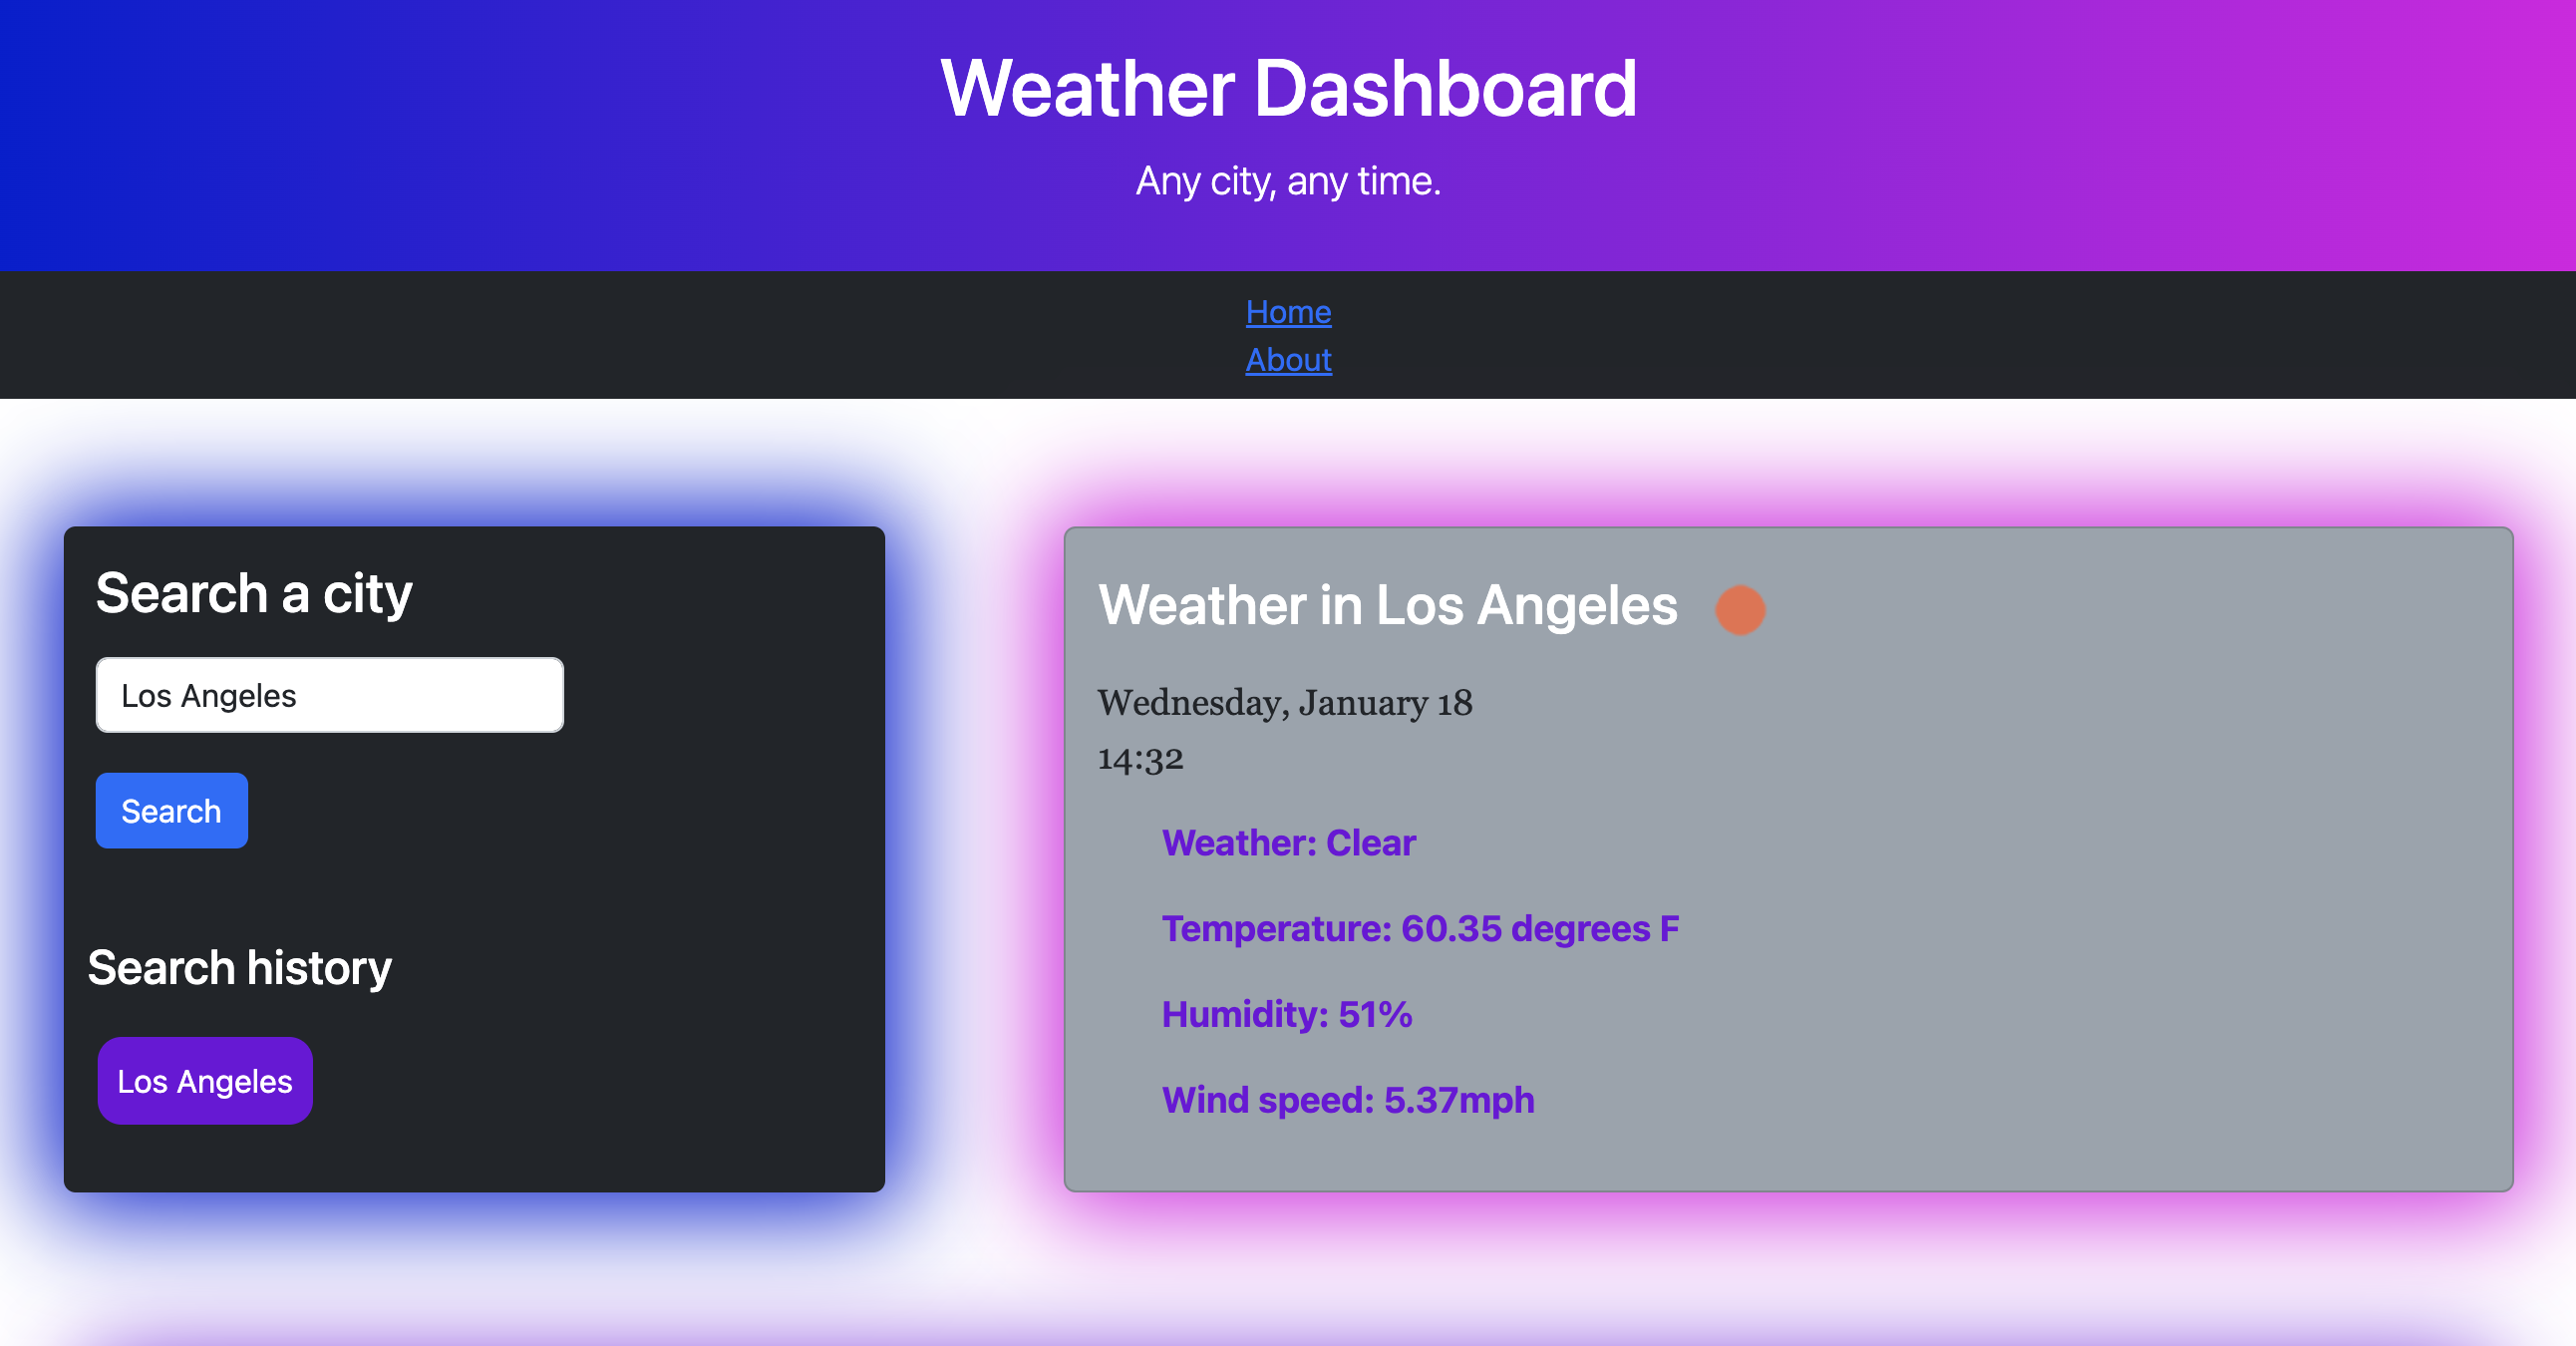 Weather Dashboard
Any city, any time.
Home
About
Search a city
Los Angeles
Search
Search history
Los Angeles
Weather in Los Angeles
Wednesday, January 18
14:32
Weather: Clear
Temperature: 60.35 degrees F
Humidity: 51%
Wind speed: 5.37mph